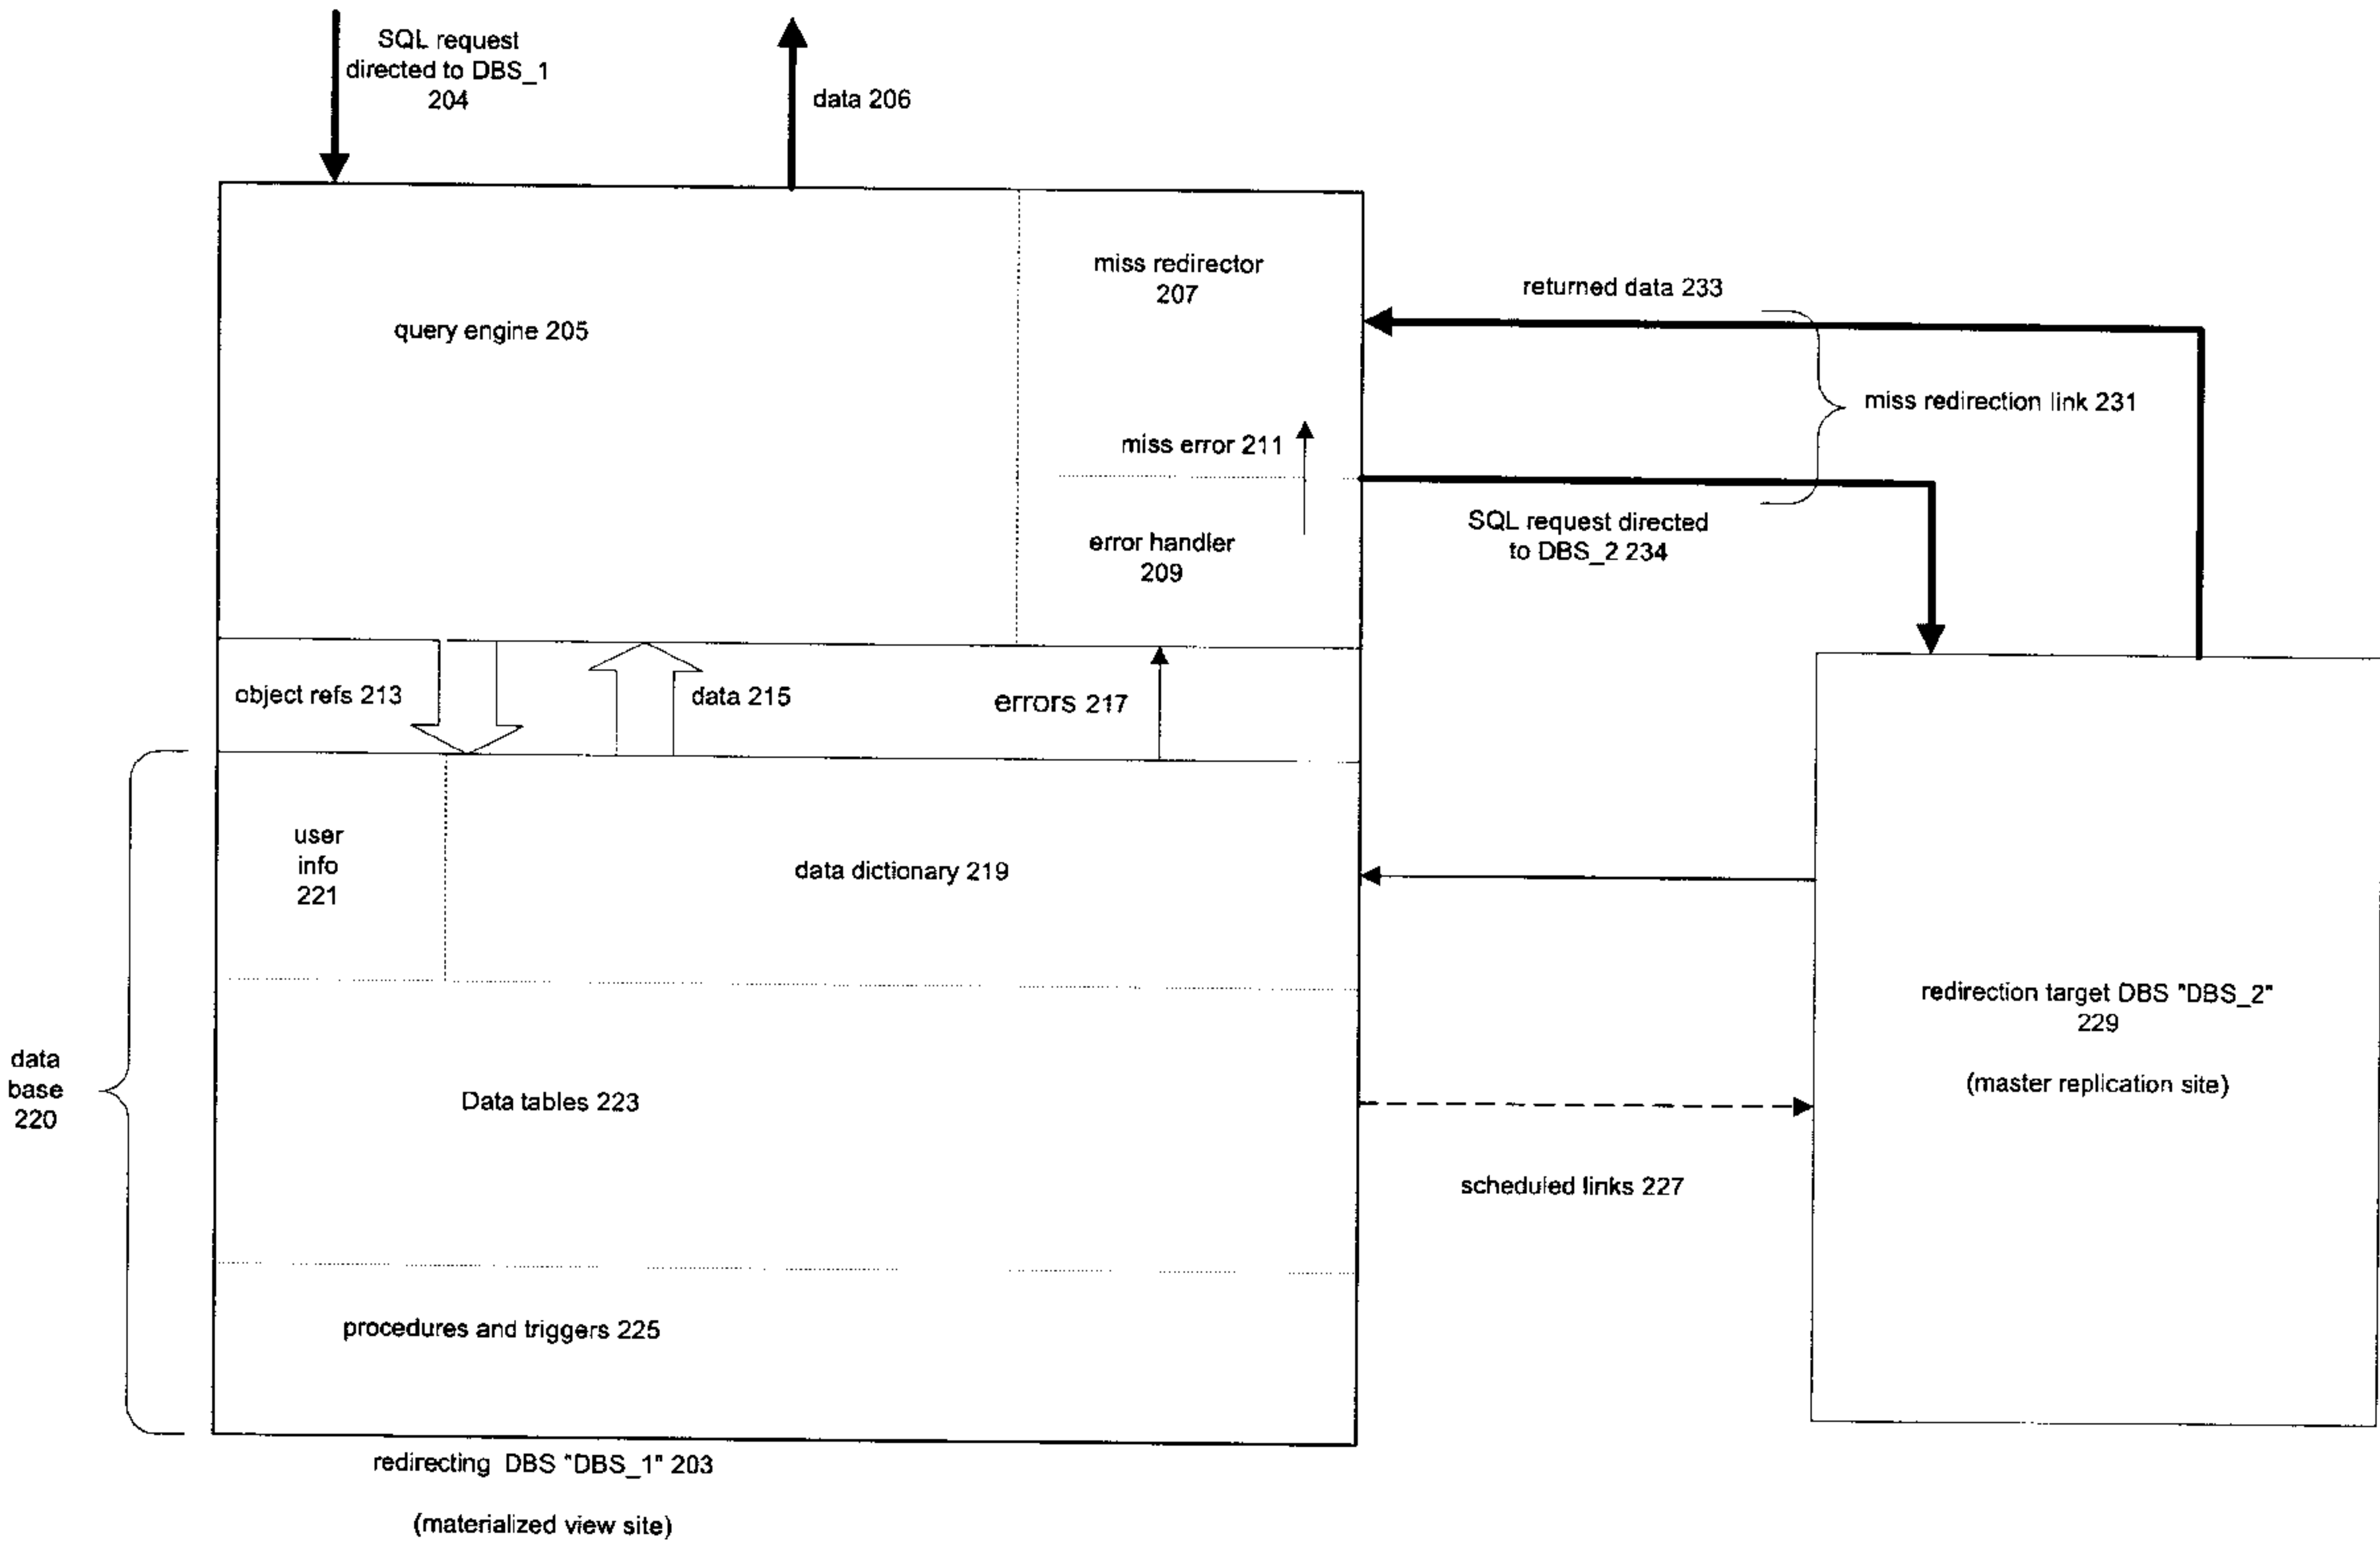 SQL request
directed to DBS_1
204
data 206
miss redirector
207
query engine 205
returned data 233
miss redirection link 231
miss error 211
SQL request directed
to DBS_2 234
error handler
209
object refs 213
data 215
errors 217
user
info
221
data dictionary 219
redirection target DBS "DBS_2"
229
(master replication site)
data
base
220
Data tables 223
scheduled links 227
procedures and triggers 225
redirecting DBS "DBS_1" 203
(materialized view site)